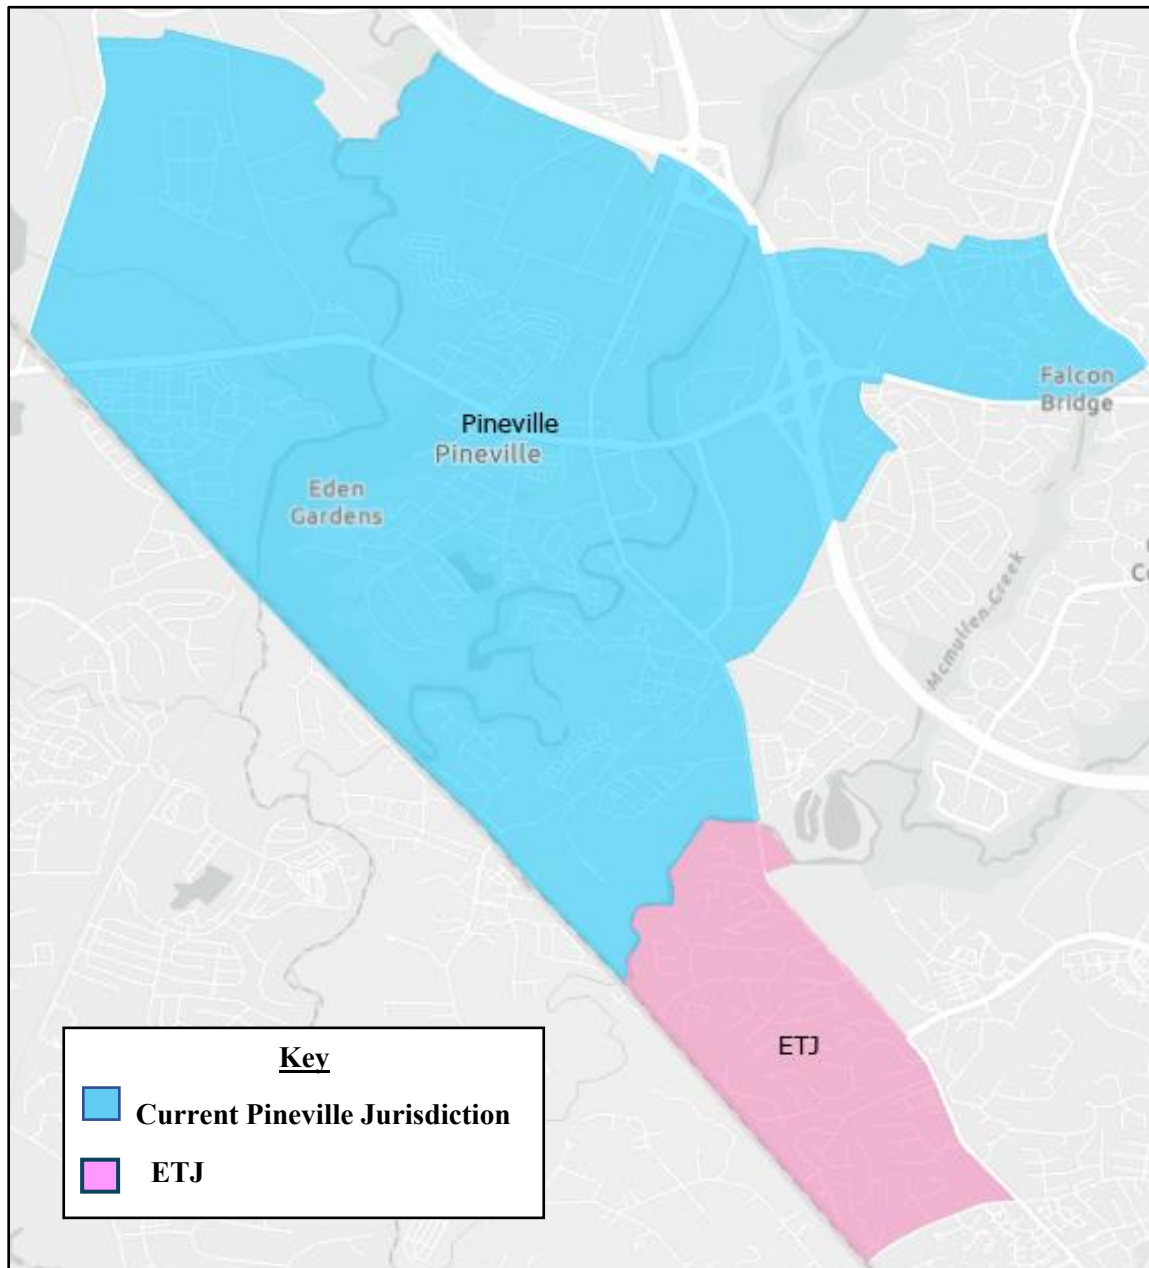 Falcon
Bridge
Pineville
Pineville
Eden
Gardens
Mcmullen Creek
ETJ
Key
Current Pineville Jurisdiction
ETJ